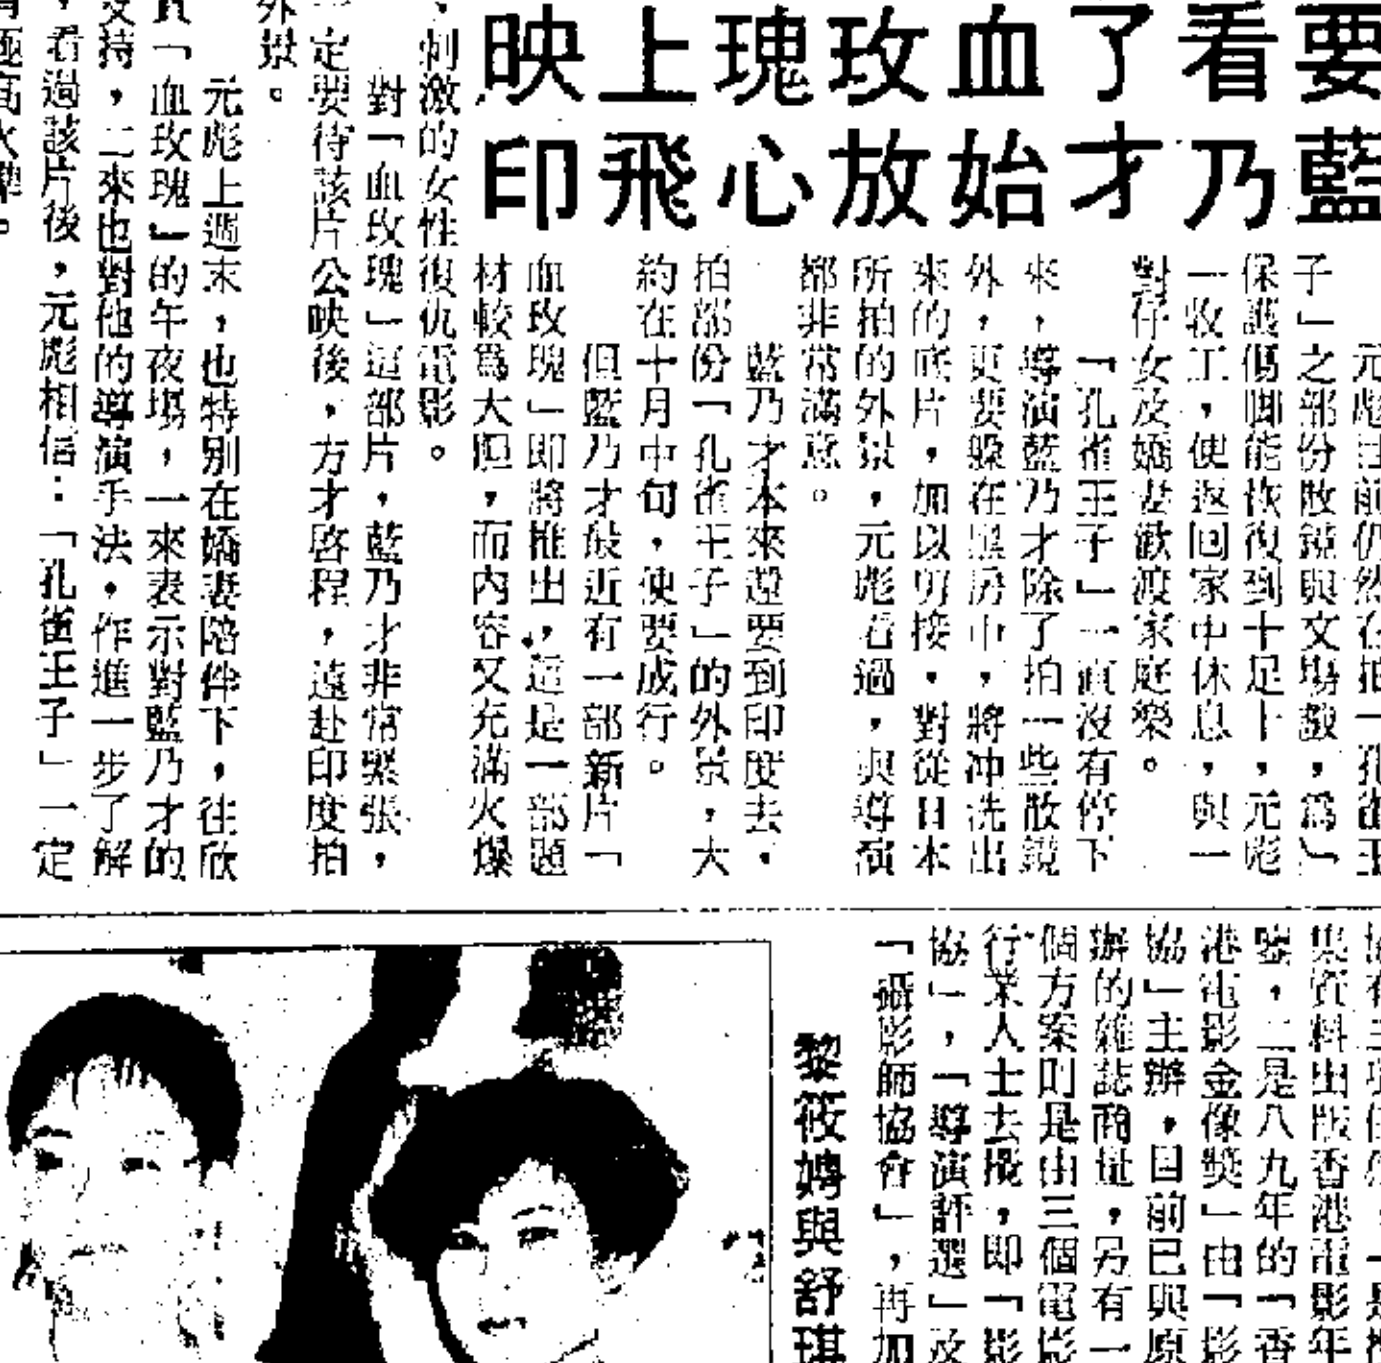 要看了血玫瑰上映
藍乃才始放心飛印
元彪日前仍然在拍「孔雀王
子」之部份散鏡與文塲戲,為
保護傷脚能恢復到十足十,元彪
一收工,便返回家中休息,與一
對仔女及嬌妻歡渡家庭樂。
「孔雀王子」一直沒有停下
來,導演藍乃才除了拍一些散鏡
外,更要躱在黑房中,將冲洗出
來的底片,加以剪接,對從日本
所拍的外景,元彪看過,與導演
都非常滿意。
藍乃才本來還要到印度去,
拍部份「孔雀王子」的外景,大
約在十月中旬,便要成行。
但藍乃才最近有一部新片「
血玫瑰」即將推出,這是一部題
材較為大胆,而內容又充滿火爆
、刺激的女性復仇電影。
對「血玫瑰」這部片,藍乃才非常緊張,
一定要待該片公映後,方才啓程,遠赴印度拍
外景。
元彪上週末,也特別在嬌妻陪伴下,往欣
賞「血玫瑰」的午夜塲,一來表示對藍乃才的
支持,二來也對他的導演手法,作進一步了解
,看過該片後,元彪相信:「孔雀王子」一定
有極高水準。
集資料出版香港電影年
鑒,二是八九年的「香
港電影金像獎」由「影
協」主辦,目前已與原
辦的雜誌商量,另有一
個方案則是由三個電影
行業人士去攪,即「影
協」,「導演評選」及
「攝影師協會」,再加
黎筱娉與舒琪